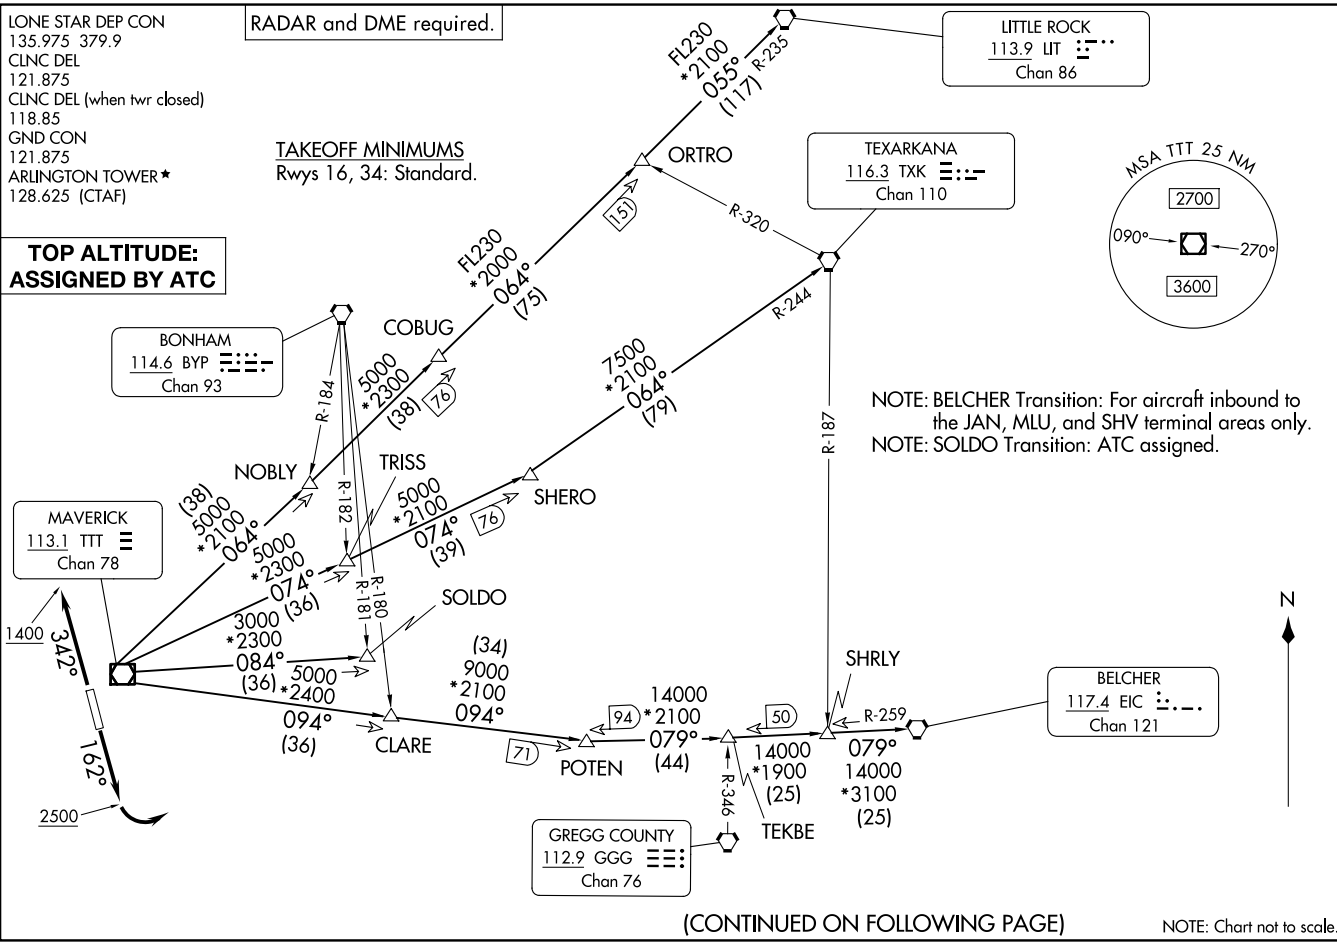 LONE STAR DEP CON
135.975 379.9
CLNC DEL
121.875
CLNC DEL (when twr closed)
118.85
GND CON
121.875
ARLINGTON TOWER★
128.625 (CTAF)
RADAR and DME required.
TOP ALTITUDE:
ASSIGNED BY ATC
TAKEOFF MINIMUMS
Rwys 16, 34: Standard.
LITTLE ROCK
113.9 LIT
Chan 86
FL230
*2100
055°
(117)
R-235
ORTRO
TEXARKANA
116.3 TXK
Chan 110
R-320
151
MSA TTT 25 NM
2700
090°
270°
3600
FL230
*2000
064°
(75)
R-244
BONHAM
114.6 BYP
Chan 93
COBUG
5000
*2300
(38)
76
7500
*2100
064°
(79)
R-184
R-182
R-181
R-180
R-187
NOTE: BELCHER Transition: For aircraft inbound to
the JAN, MLU, and SHV terminal areas only.
NOTE: SOLDO Transition: ATC assigned.
NOBLY
TRISS
SHERO
5000
*2100
074°
(39)
76
MAVERICK
113.1 TTT
Chan 78
(38)
5000
*2100
064°
5000
*2300
074°
(36)
SOLDO
3000
*2300
084°
(36)
5000
*2400
094°
(36)
CLARE
(34)
9000
*2100
094°
71
POTEN
94
14000
*2100
079°
(44)
50
SHRLY
R-259
14000
*1900
(25)
079°
14000
*3100
(25)
TEKBE
R-346
BELCHER
117.4 EIC
Chan 121
GREGG COUNTY
112.9 GGG
Chan 76
N
1400
342°
162°
2500
(CONTINUED ON FOLLOWING PAGE)
NOTE: Chart not to scale.